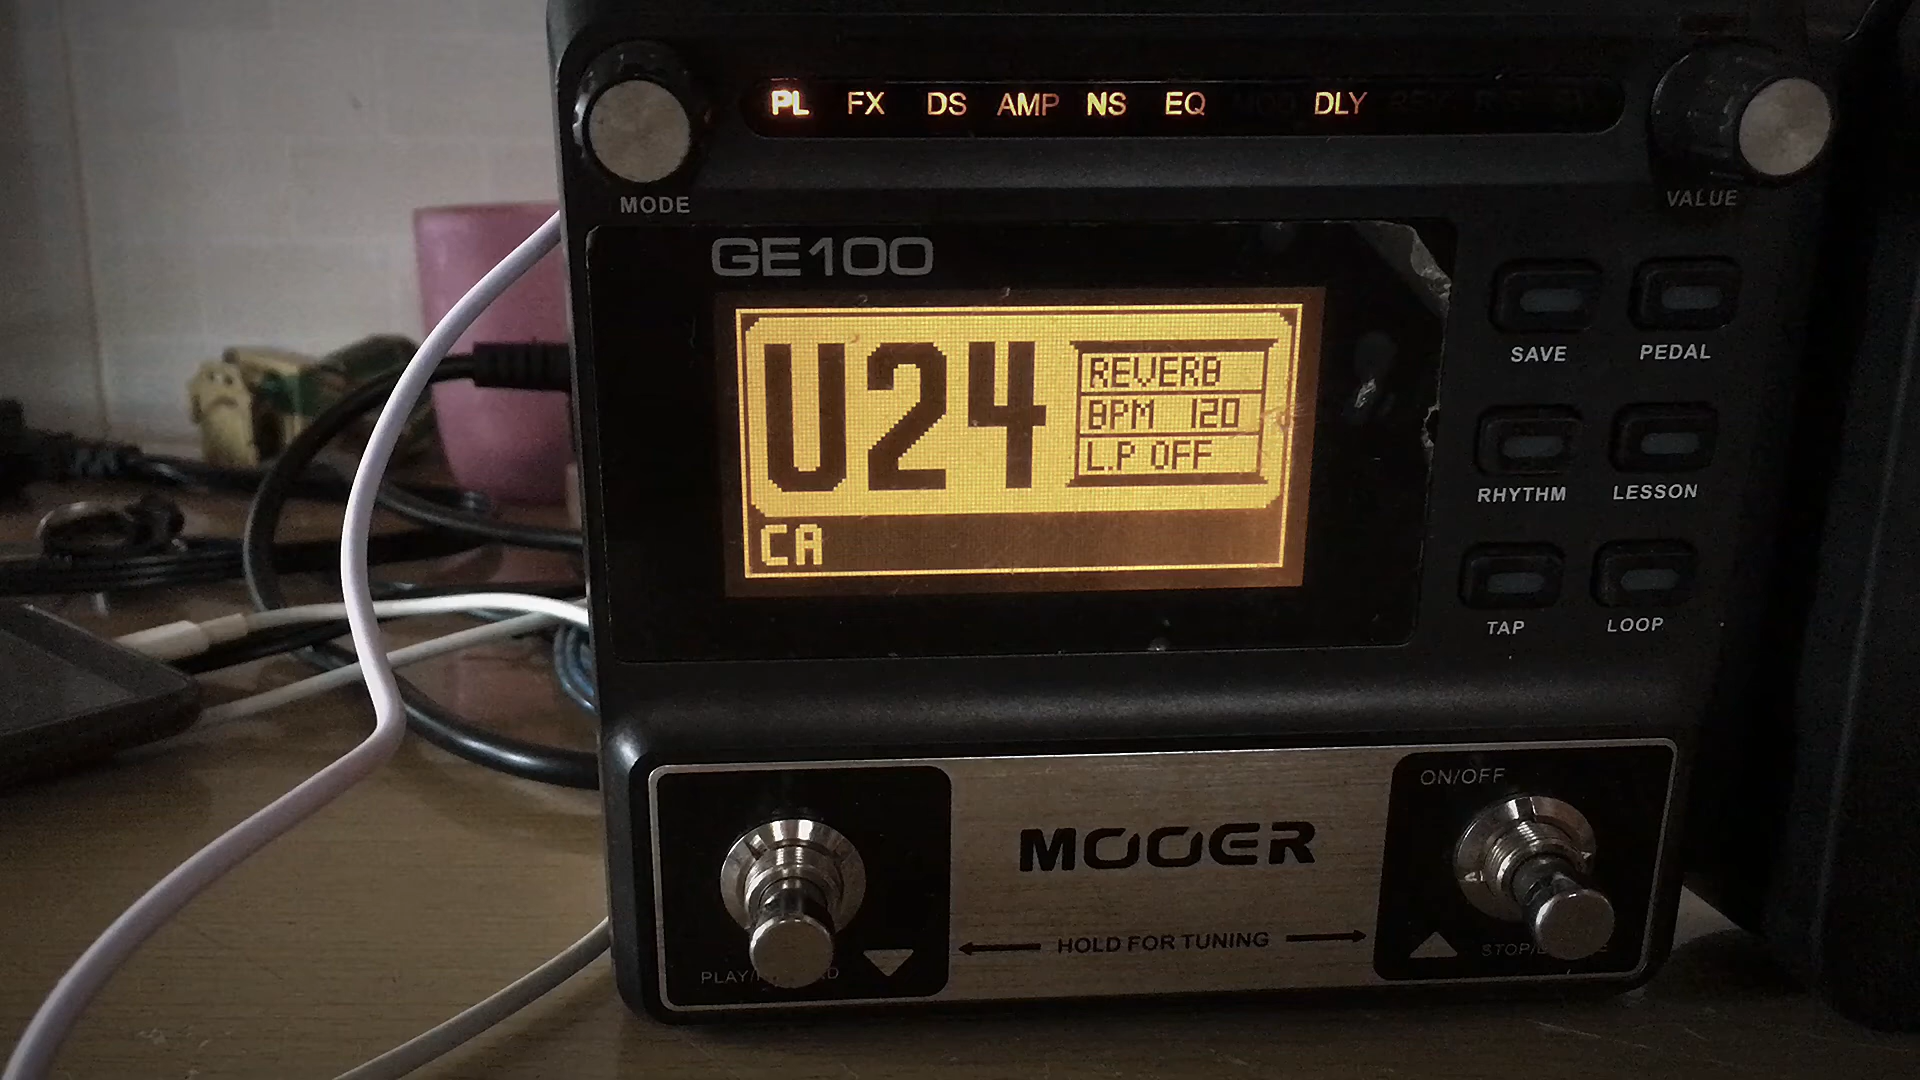 PL FX DS AMP NS EQ MOD DLY
MODE
VALUE
GE100
U24
REVERB
BPM 120
L.P OFF
CA
SAVE PEDAL
RHYTHM LESSON
TAP LOOP
ON/OFF
MOOER
HOLD FOR TUNING